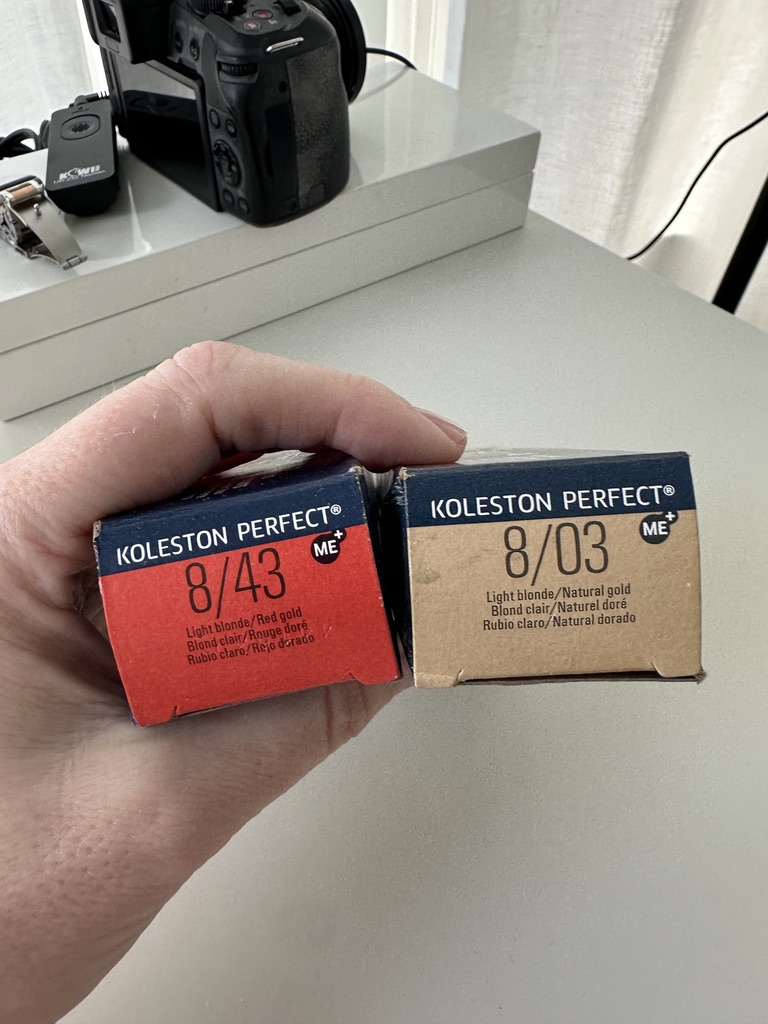 KSWEI
KOLESTON PERFECT®
ME+
8/43
Light blonde/Red gold
Blond clair/Rouge doré
Rubio claro/Rojo dorado
KOLESTON PERFECT®
ME+
8/03
Light blonde/Natural gold
Blond clair/Naturel doré
Rubio claro/Natural dorado